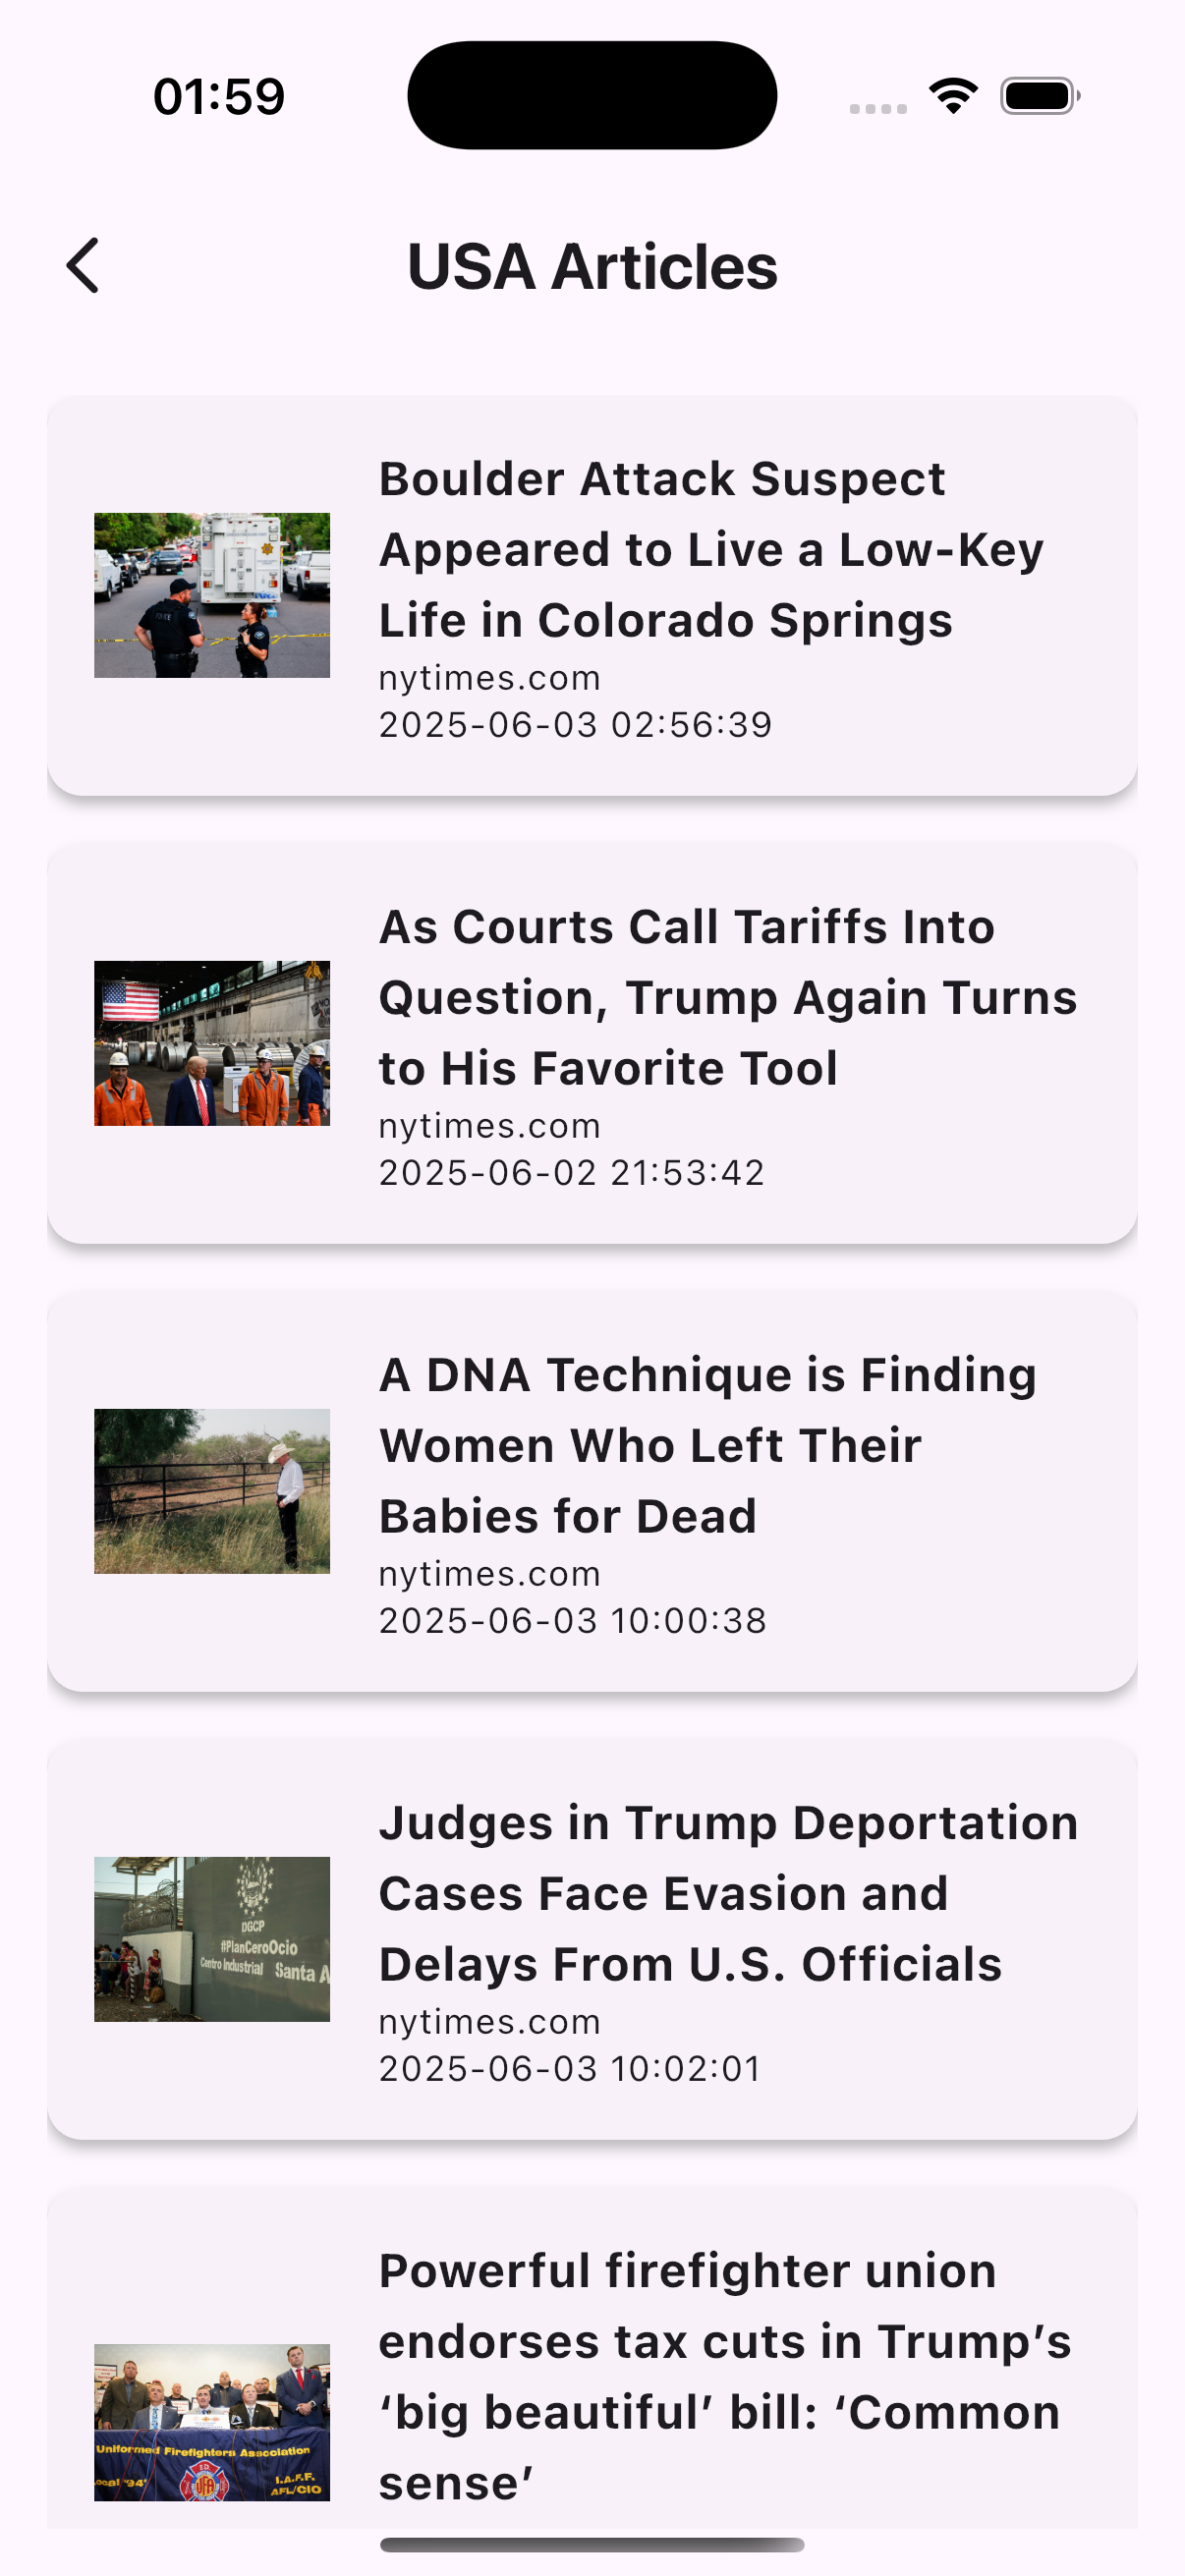 01:59
USA Articles
Boulder Attack Suspect
Appeared to Live a Low-Key
Life in Colorado Springs
nytimes.com
2025-06-03 02:56:39
POLICE
As Courts Call Tariffs Into
Question, Trump Again Turns
to His Favorite Tool
nytimes.com
2025-06-02 21:53:42
A DNA Technique is Finding
Women Who Left Their
Babies for Dead
nytimes.com
2025-06-03 10:00:38
Judges in Trump Deportation
Cases Face Evasion and
Delays From U.S. Officials
nytimes.com
2025-06-03 10:02:01
DGCP
#PlanCeroOcio
Centro Industrial Santa A
Powerful firefighter union
endorses tax cuts in Trump’s
‘big beautiful’ bill: ‘Common
sense’
Uniformed Firefighters Association
ocal "94"
UFA
I.A.F.F.
AFL/CIO